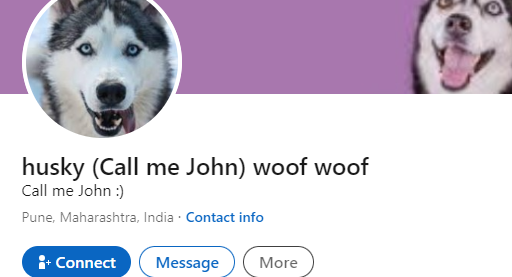 husky (Call me John) woof woof
Call me John :)
Pune, Maharashtra, India · Contact info
Connect Message More